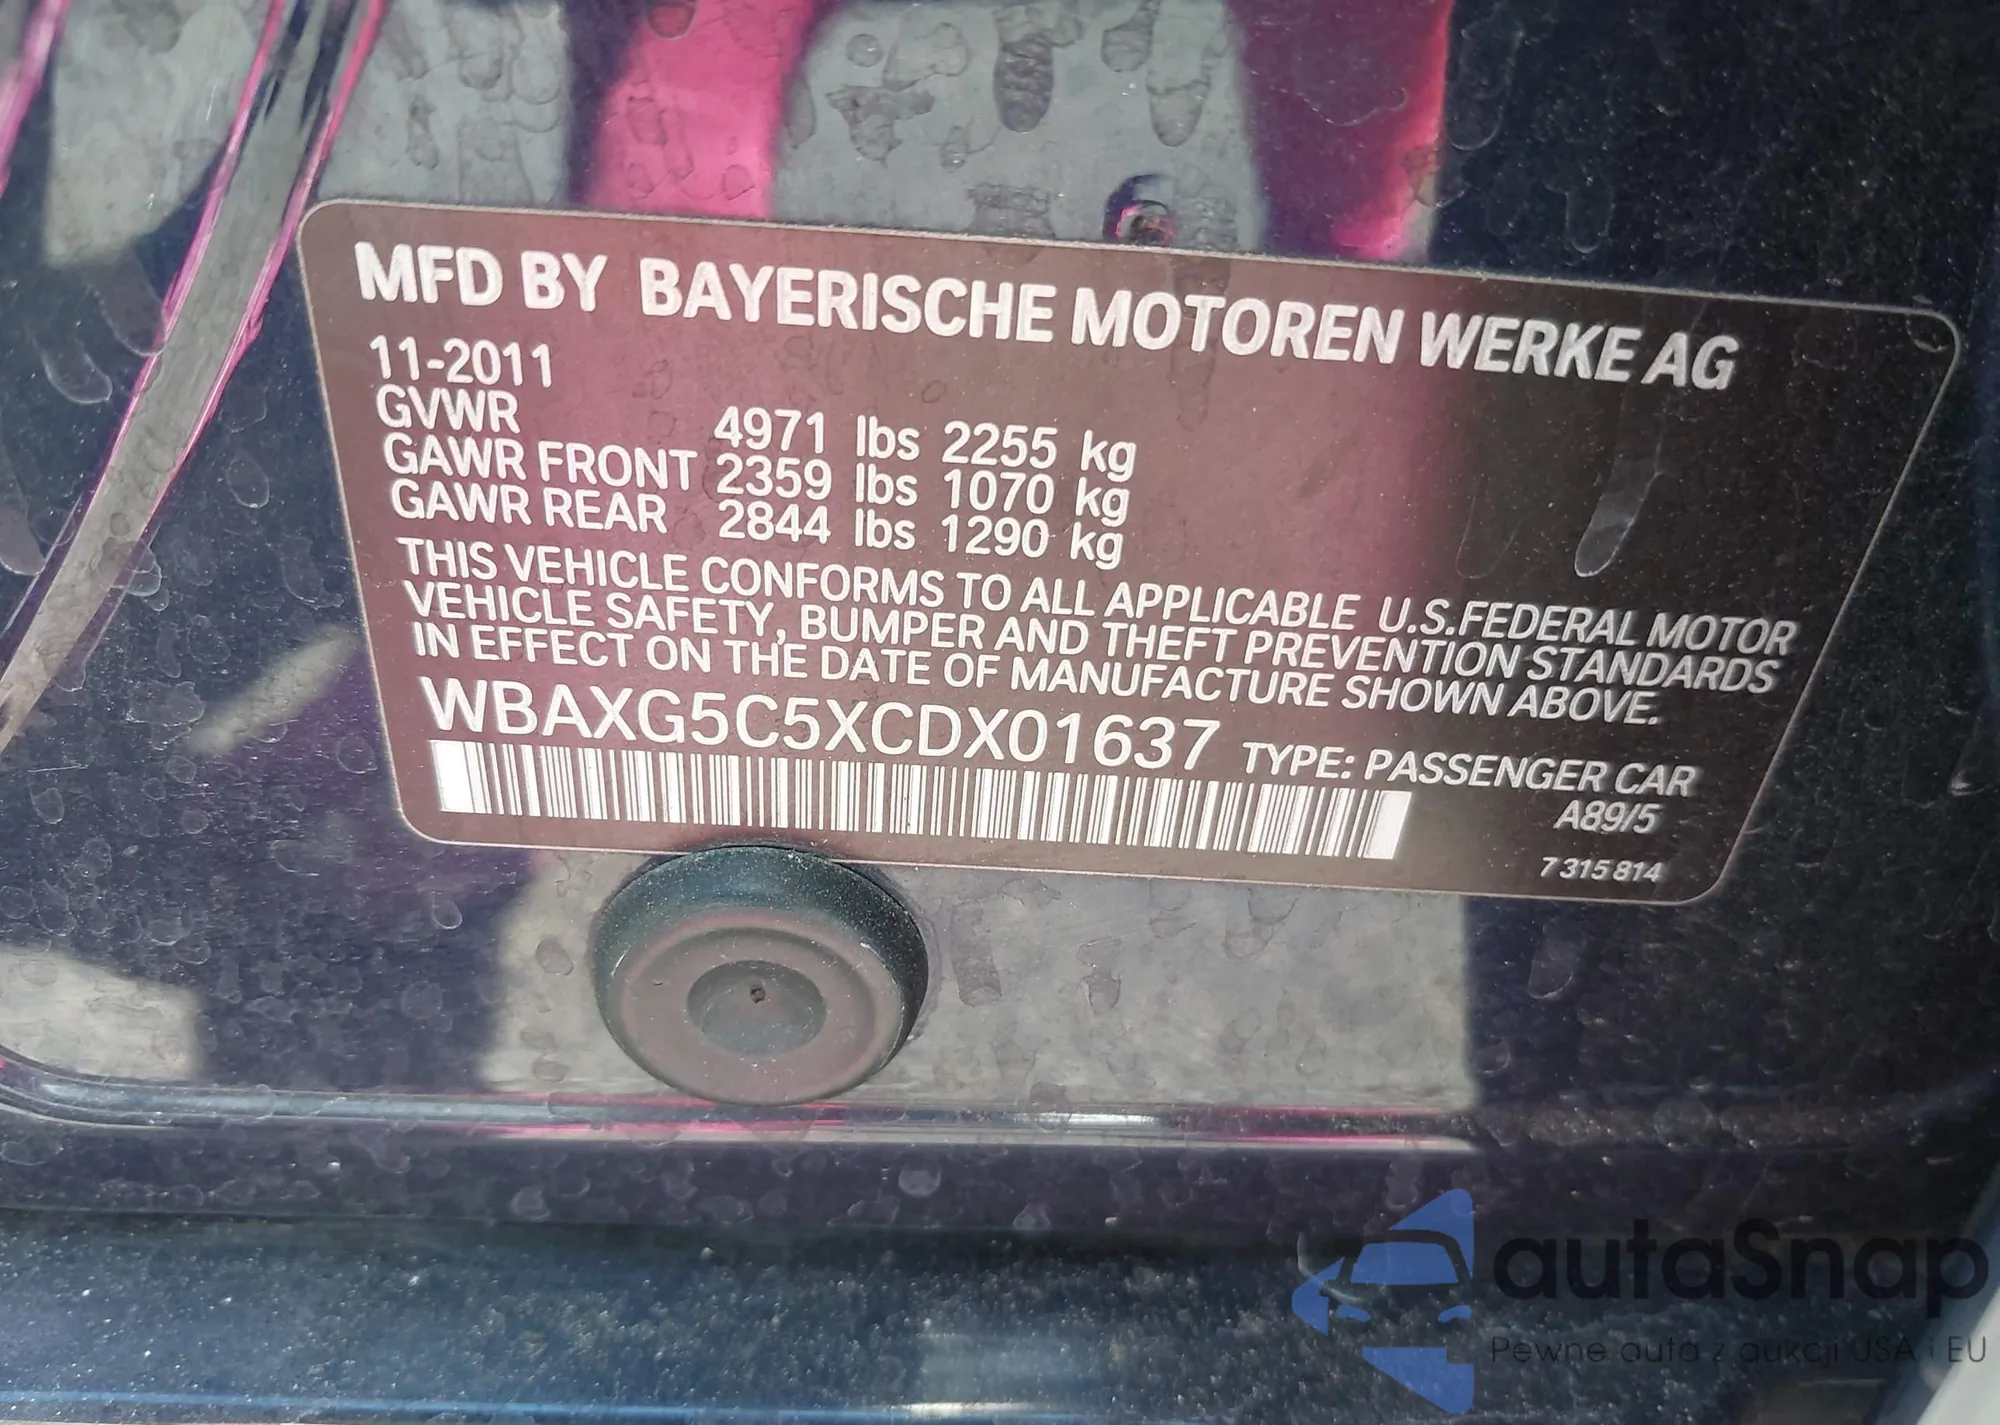 MFD BY BAYERISCHE MOTOREN WERKE AG
11-2011
GVWR 4971 lbs 2255 kg
GAWR FRONT 2359 lbs 1070 kg
GAWR REAR 2844 lbs 1290 kg
THIS VEHICLE CONFORMS TO ALL APPLICABLE U.S.FEDERAL MOTOR
VEHICLE SAFETY, BUMPER AND THEFT PREVENTION STANDARDS
IN EFFECT ON THE DATE OF MANUFACTURE SHOWN ABOVE.
WBAXG5C5XCDX01637 TYPE: PASSENGER CAR
A89/5
7 315 814
autaSnap
Pewne auta z aukcji USA i EU